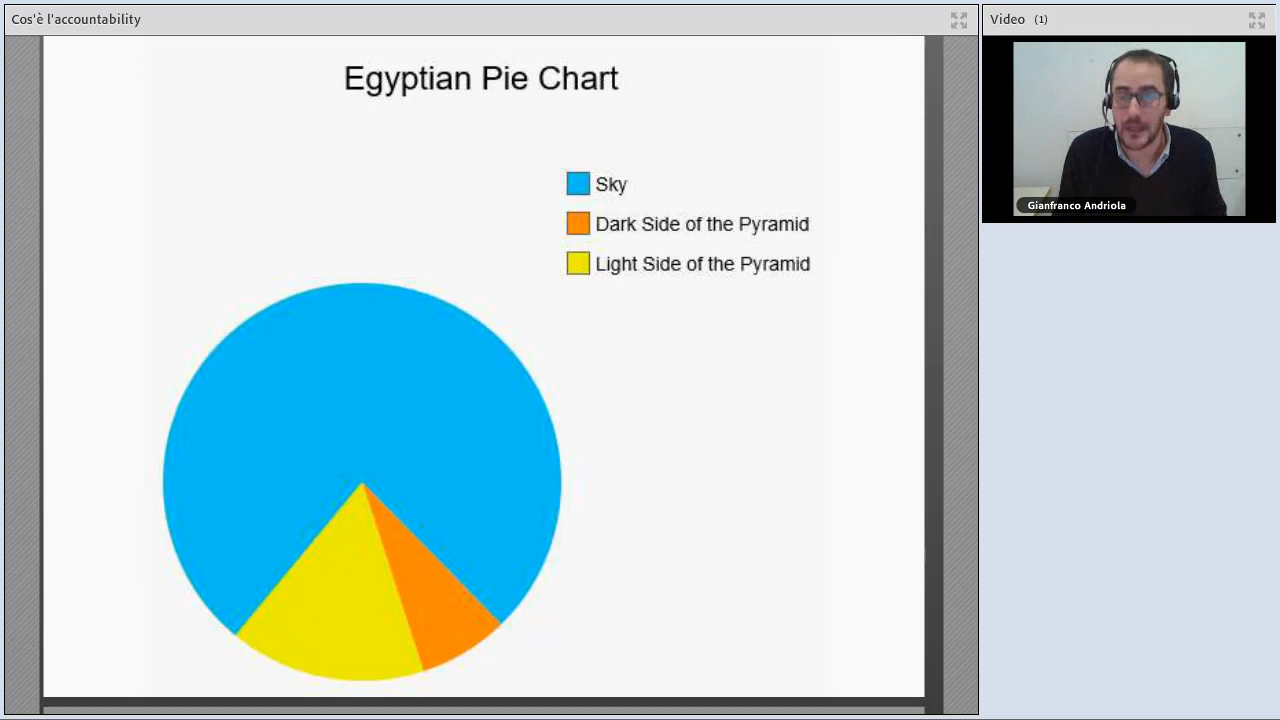 Cos'è l'accountability
Video (1)
Egyptian Pie Chart
Sky
Dark Side of the Pyramid
Light Side of the Pyramid
Gianfranco Andriola